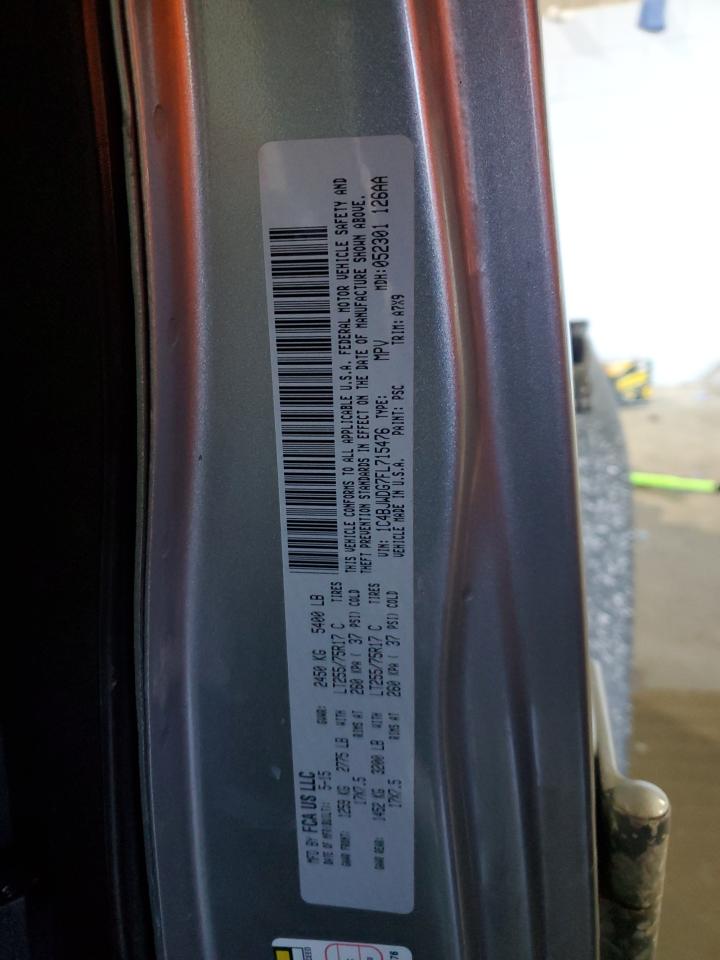 MFD BY FCA US LLC
DATE OF MFR/BUILT: 5-15 GVWR: 2450 KG 5400 LB
GAWR FRONT: 1259 KG 2775 LB WITH LT255/75R17 C TIRES
17X7.5 RIMS AT 260 KPA ( 37 PSI) COLD
GAWR REAR: 1452 KG 3200 LB WITH LT255/75R17 C TIRES
17X7.5 RIMS AT 260 KPA ( 37 PSI) COLD
THIS VEHICLE CONFORMS TO ALL APPLICABLE U.S.A. FEDERAL MOTOR VEHICLE SAFETY AND
THEFT PREVENTION STANDARDS IN EFFECT ON THE DATE OF MANUFACTURE SHOWN ABOVE.
VIN: 1C4BJWDG7FL715476 TYPE: MPV MDH:052301 126AA
VEHICLE MADE IN U.S.A. PAINT: PSC TRIM: A7X9